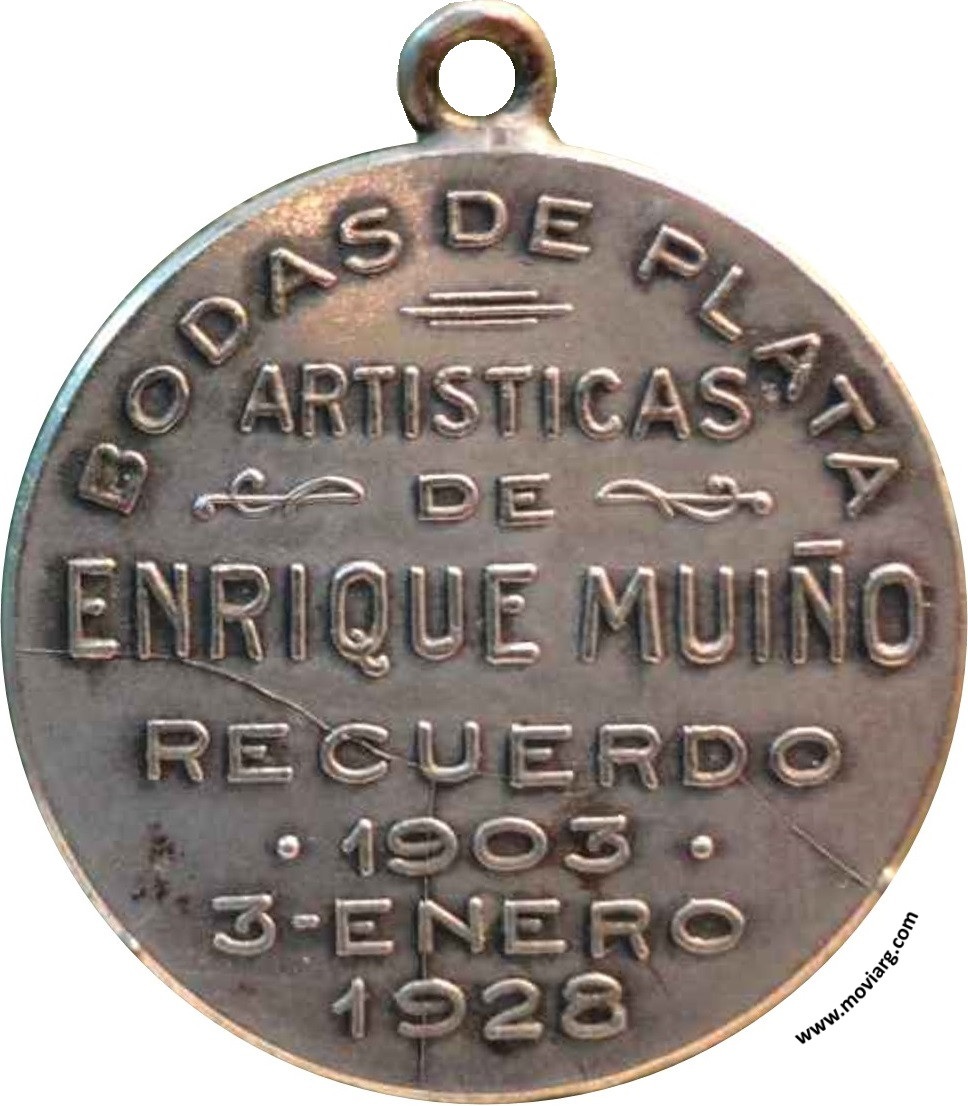 BODAS DE PLATA
ARTISTICAS
DE
ENRIQUE MUIÑO
RECUERDO
· 1903 ·
3-ENERO
1928
www.moviarg.com